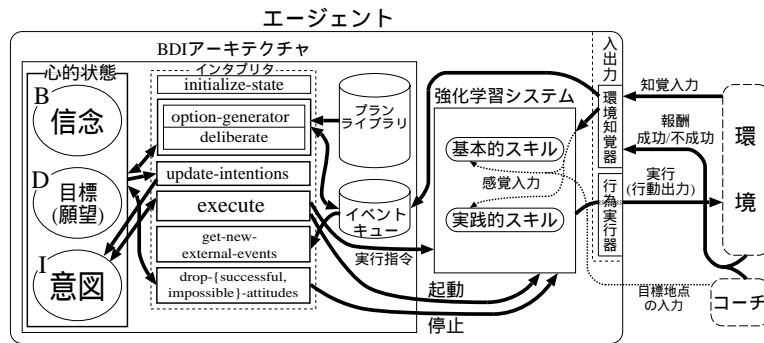 エージェント
BDIアーキテクチャ
心的状態
B
信念
D
目標
(願望)
I
意図
インタプリタ
initialize-state
option-generator
deliberate
update-intentions
execute
get-new-
external-events
drop-{successful,
impossible}-attitudes
プラン
ライブラリ
イベント
キュー
実行指令
起動
停止
強化学習システム
基本的スキル
感覚入力
実践的スキル
入出力
環境知覚器
行為実行器
知覚入力
報酬
成功/不成功
実行
(行動出力)
目標地点
の入力
環境
コーチ